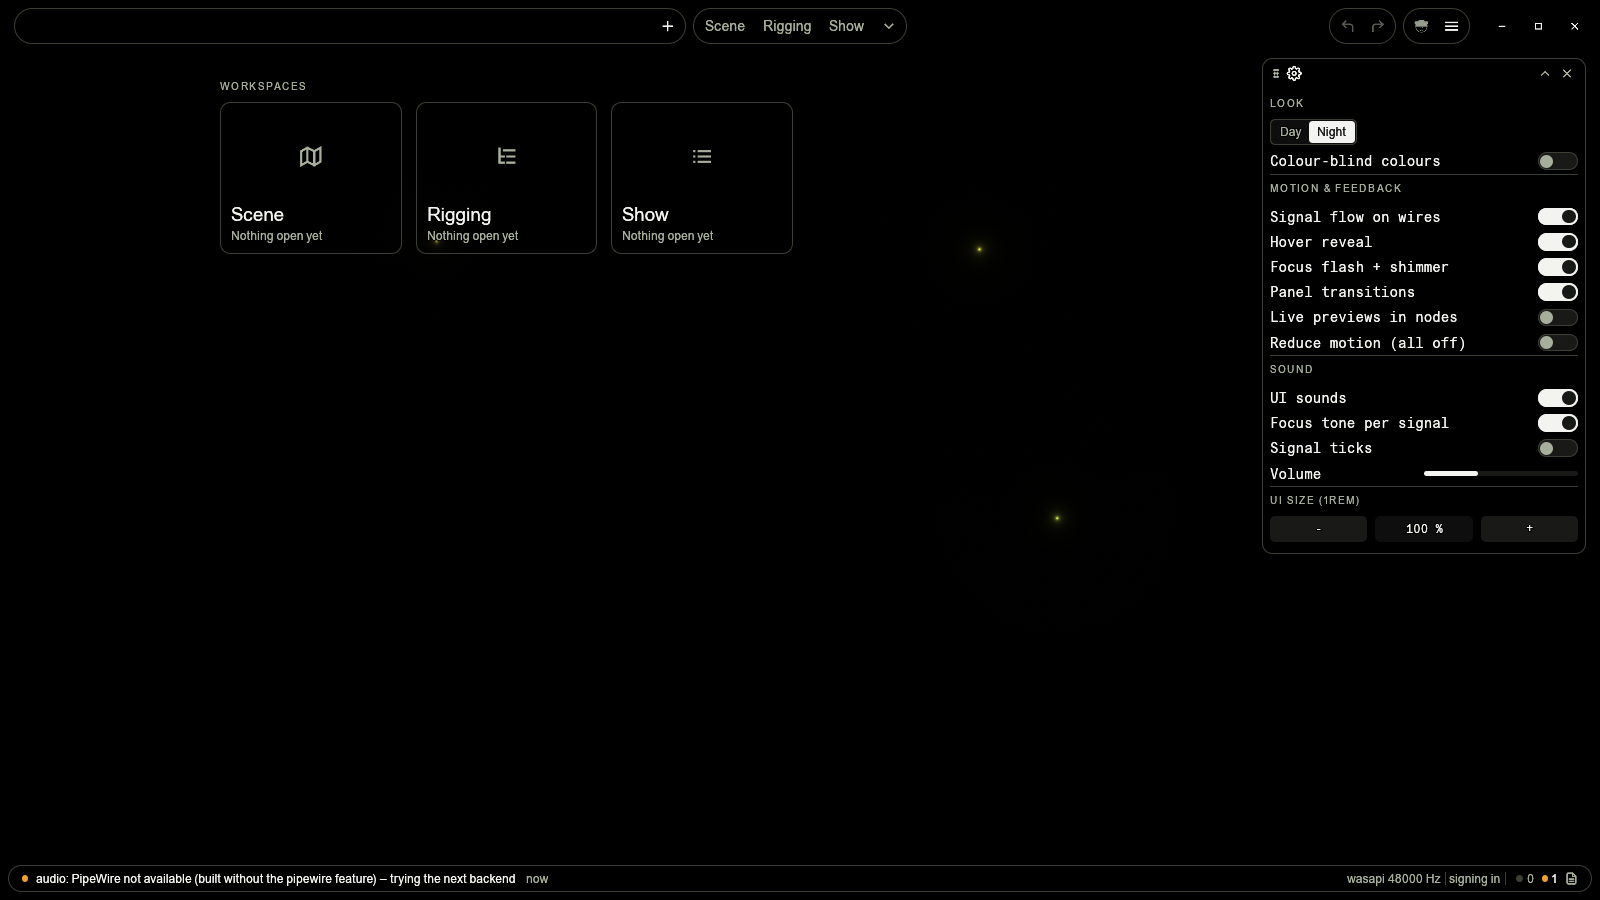 Scene Rigging Show
WORKSPACES
Scene
Nothing open yet
Rigging
Nothing open yet
Show
Nothing open yet
LOOK
Day Night
Colour-blind colours
MOTION & FEEDBACK
Signal flow on wires
Hover reveal
Focus flash + shimmer
Panel transitions
Live previews in nodes
Reduce motion (all off)
SOUND
UI sounds
Focus tone per signal
Signal ticks
Volume
UI SIZE (1REM)
- 100 % +
audio: PipeWire not available (built without the pipewire feature) – trying the next backend now
wasapi 48000 Hz signing in 0 1